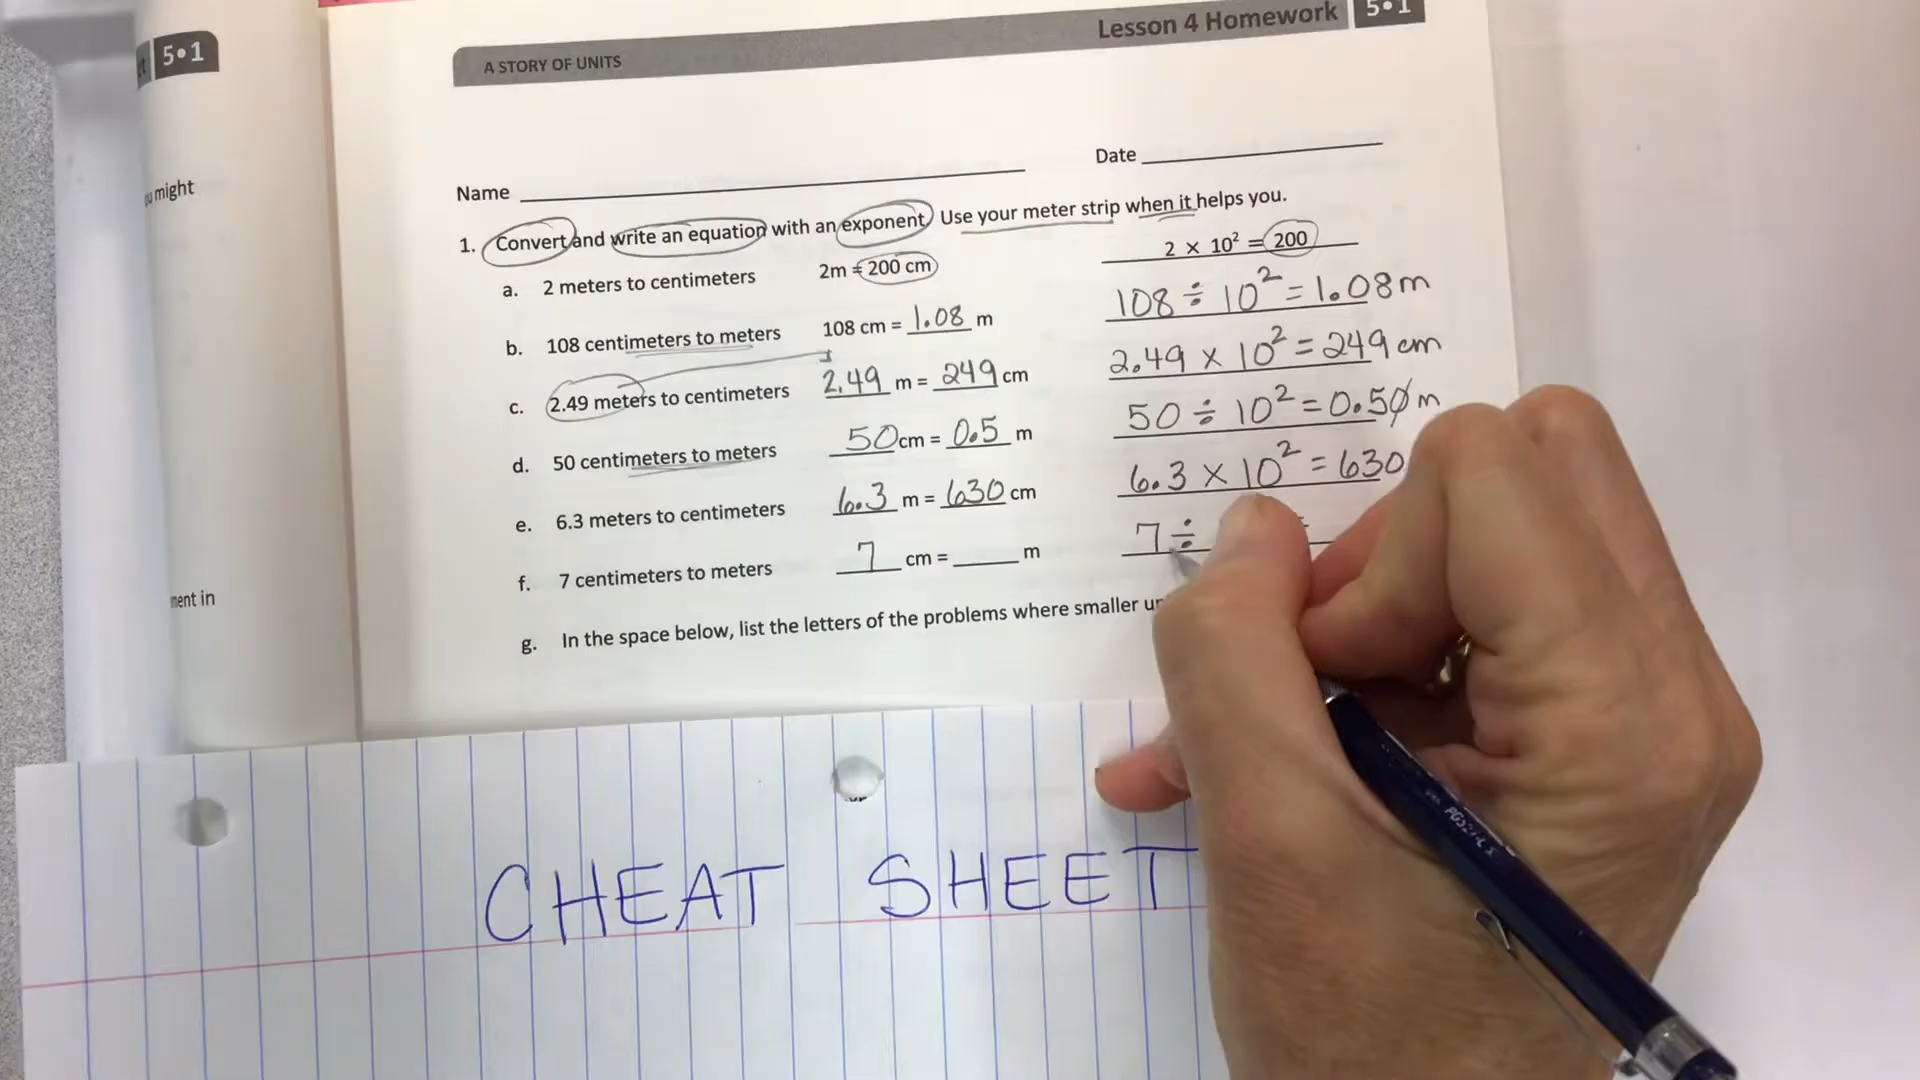 5•1
might
ment in
A STORY OF UNITS
Lesson 4 Homework 5•1
Name
Date
1. Convert and write an equation with an exponent. Use your meter strip when it helps you.
a. 2 meters to centimeters 2m = 200 cm 2 × 10² = 200
b. 108 centimeters to meters 108 cm = 1.08 m 108 ÷ 10² = 1.08 m
c. 2.49 meters to centimeters 2.49 m = 249 cm 2.49 × 10² = 249 cm
d. 50 centimeters to meters 50 cm = 0.5 m 50 ÷ 10² = 0.50 m
e. 6.3 meters to centimeters 6.3 m = 630 cm 6.3 × 10² = 630
f. 7 centimeters to meters 7 cm = ____ m 7 ÷
g. In the space below, list the letters of the problems where smaller
CHEAT SHEET